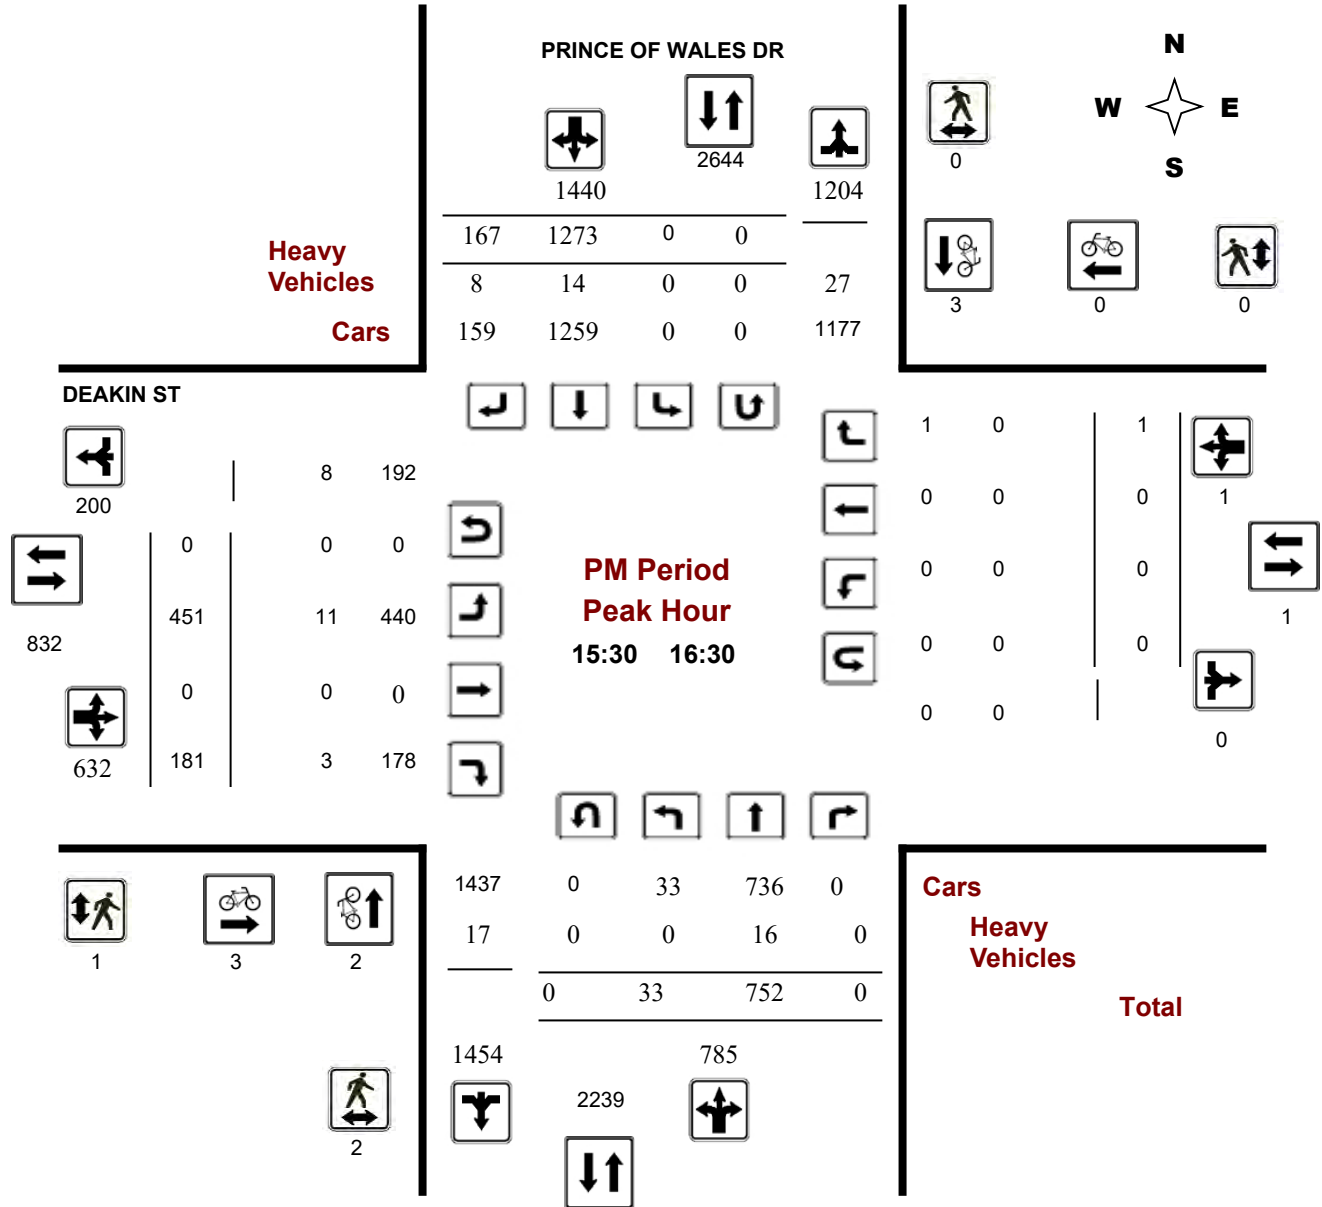 PRINCE OF WALES DR
N
W E
S
2644
1440 1204
0
167 1273 0 0
Heavy
Vehicles
8 14 0 0 27
Cars 159 1259 0 0 1177
3 0 0
DEAKIN ST
1 0 1
8 192
200
0 0 0 1
0 0 0
PM Period
0 0 0
Peak Hour
451 11 440
1
832
15:30 16:30
0 0 0
0 0 0
0 0
0
632 181 3 178
1437 0 33 736 0 Cars
17 0 0 16 0 Heavy
Vehicles
1 3 2
0 33 752 0
Total
1454 785
2239
2